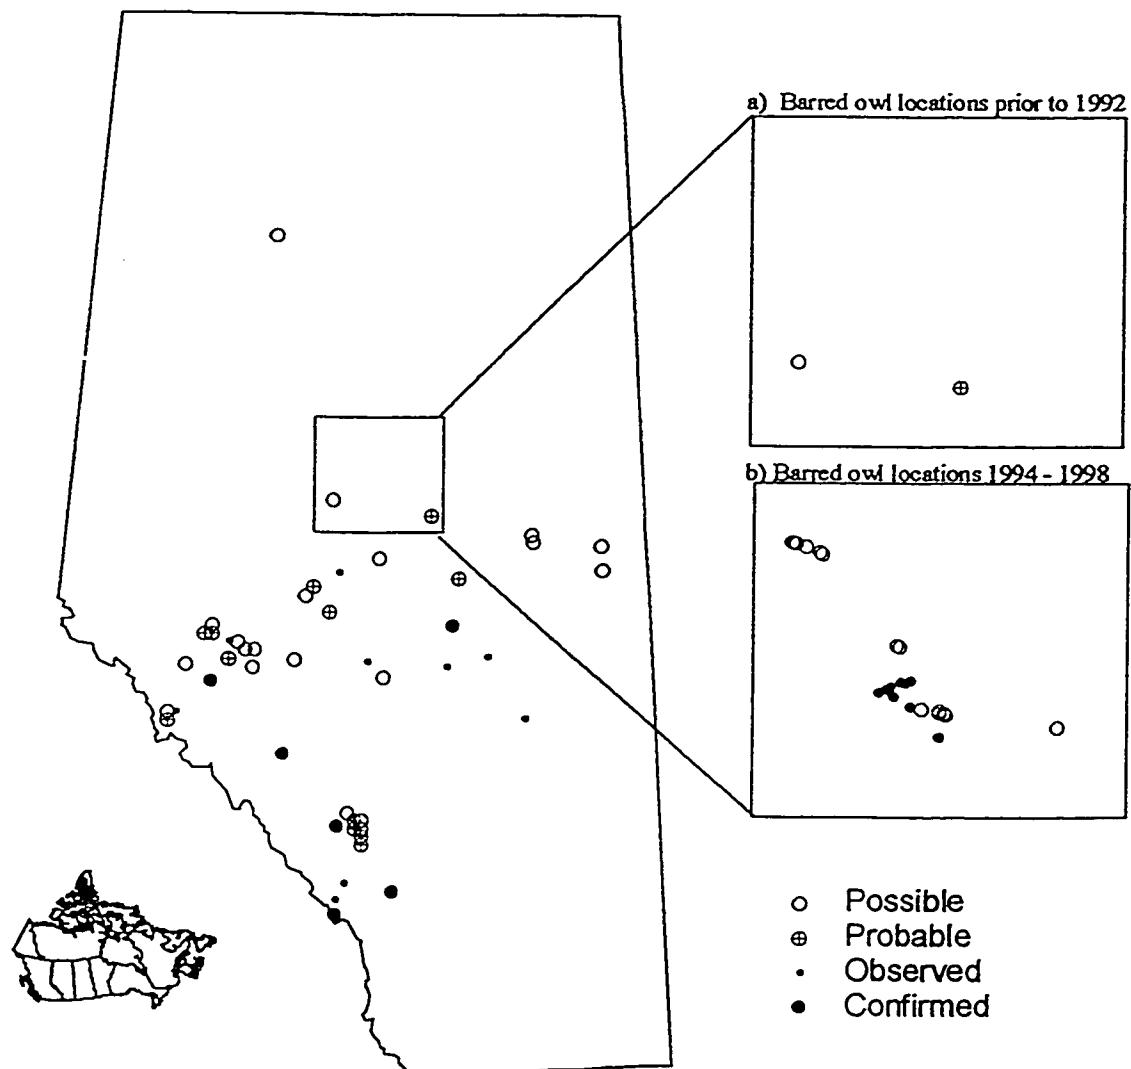 a) Barred owl locations prior to 1992
b) Barred owl locations 1994 - 1998
Possible
Probable
Observed
Confirmed